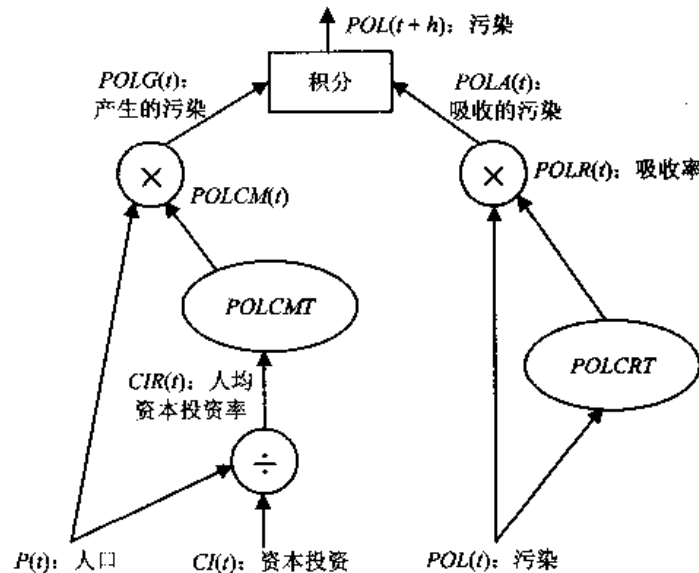 POL(t + h)：污染
POLG(t)：
产生的污染
积分
POLA(t)：
吸收的污染
×
×
POLR(t)：吸收率
POLCM(t)
POLCMT
POLCRT
CIR(t)：人均
资本投资率
÷
P(t)：人口
CI(t)：资本投资
POL(t)：污染